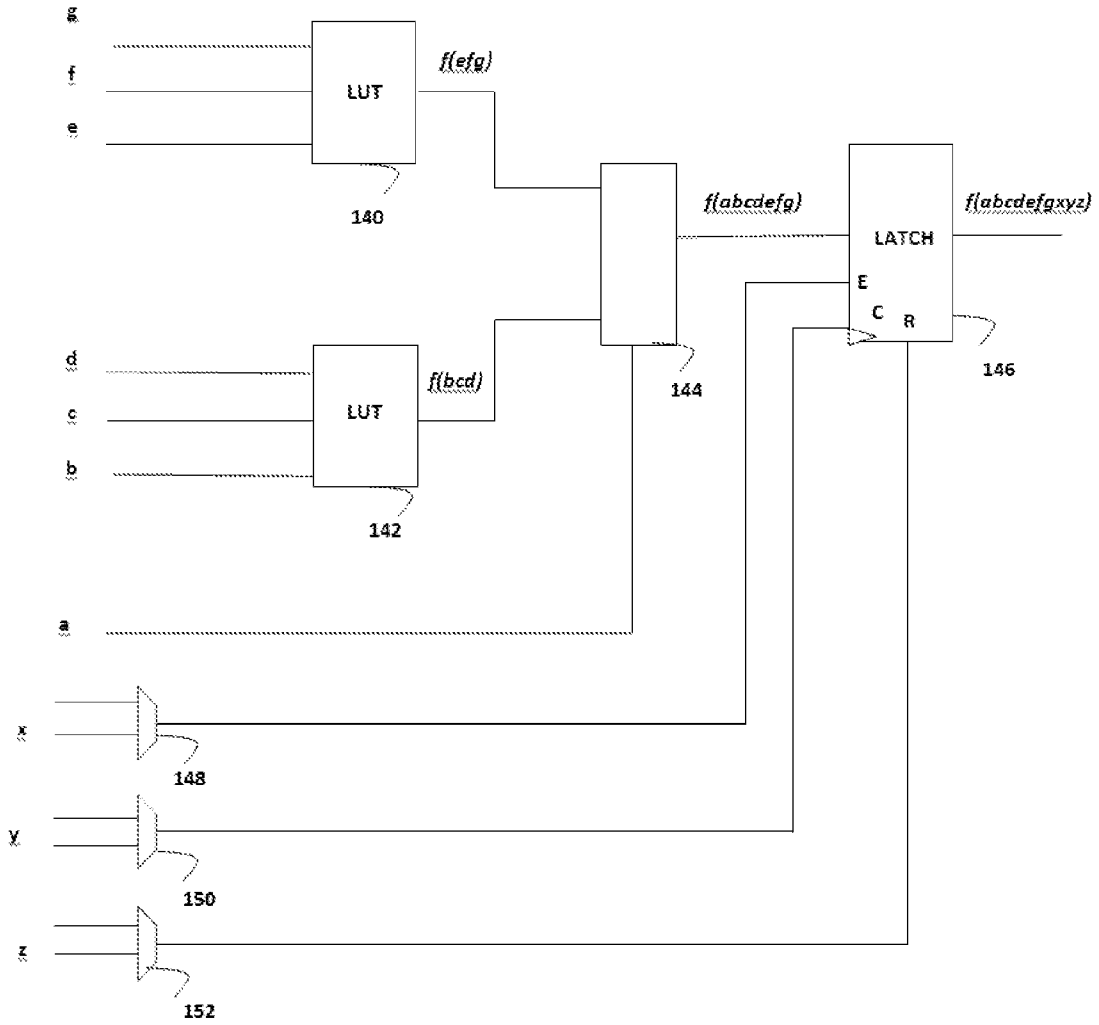 g
f(efg)
f
LUT
e
140
f(abcdefg)
f(abcdefgxyz)
LATCH
E
C
R
d
144
146
f(bcd)
c
LUT
b
142
a
x
148
y
150
z
152